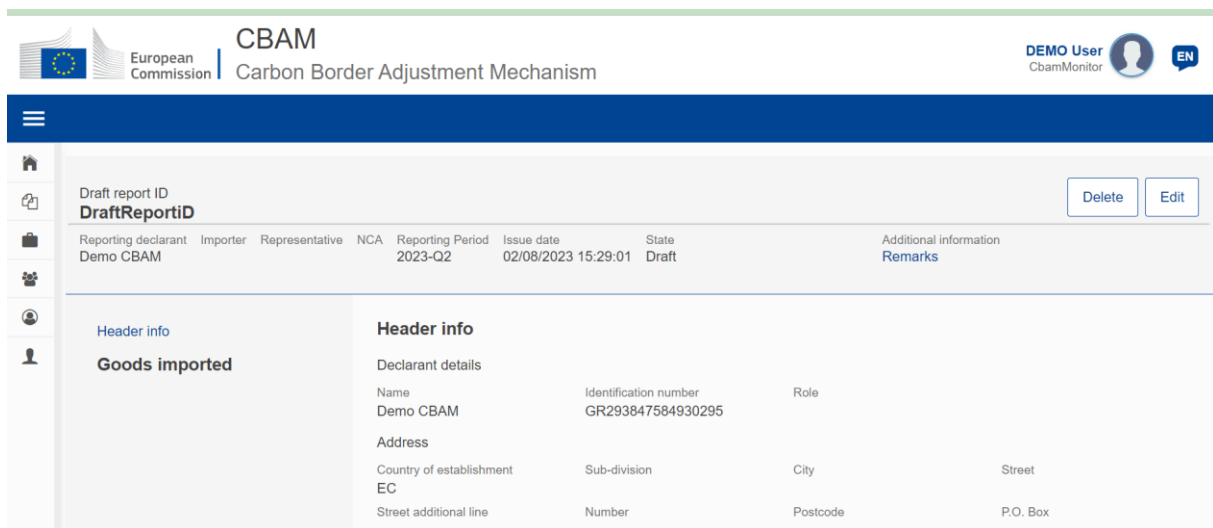 European
Commission
CBAM
Carbon Border Adjustment Mechanism
DEMO User
CbamMonitor
EN
Draft report ID
DraftReportiD
Delete
Edit
Reporting declarant Importer Representative NCA Reporting Period Issue date State Additional information
Demo CBAM 2023-Q2 02/08/2023 15:29:01 Draft Remarks
Header info
Goods imported
Header info
Declarant details
Name Identification number Role
Demo CBAM GR293847584930295
Address
Country of establishment Sub-division City Street
EC
Street additional line Number Postcode P.O. Box